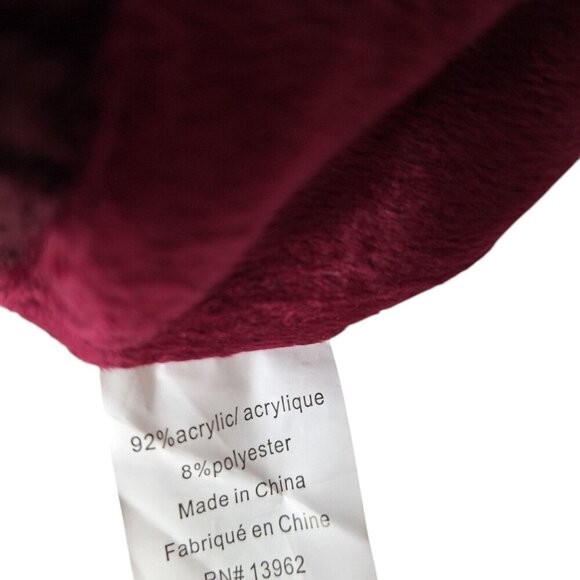 92%acrylic/ acrylique
8%polyester
Made in China
Fabriqué en Chine
RN# 13962